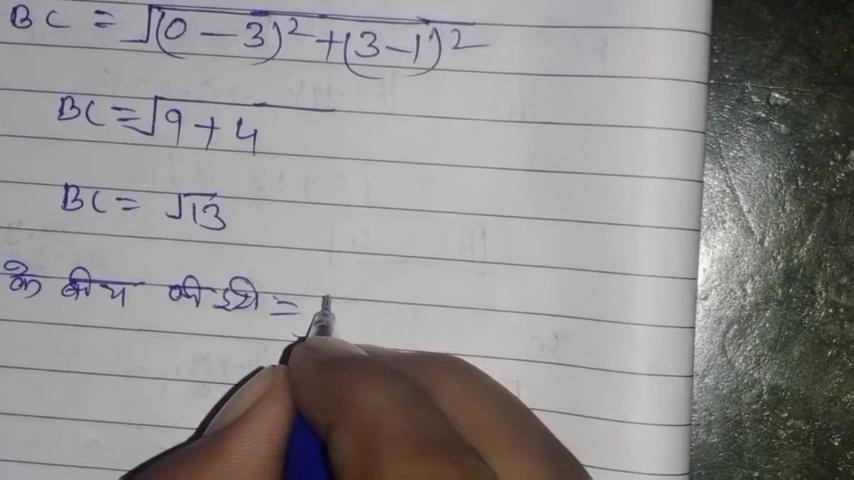 BC = √(0 - 3)² + (3 - 1)²
BC = √9 + 4
BC = √13
के बीच की दूरी =